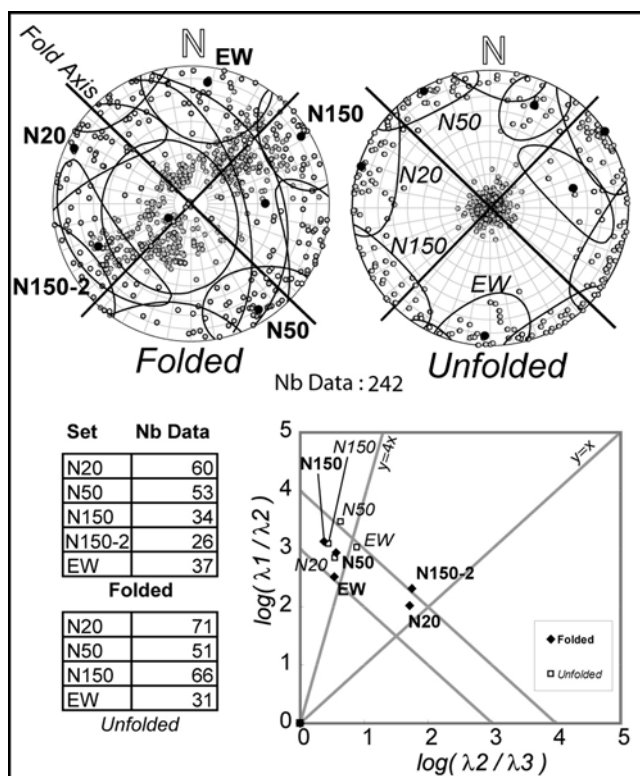 N
EW
Fold Axis
N150
N20
N150-2
N50
Folded
N
N50
N20
N150
EW
Unfolded
Nb Data : 242
Set Nb Data
N20 60
N50 53
N150 34
N150-2 26
EW 37
Folded
N20 71
N50 51
N150 66
EW 31
Unfolded
5
4
3
2
1
0
log( λ1 / λ2 )
N150
N150
y=4x
y=x
N50
EW
N20
N50
EW
N150-2
N20
Folded
Unfolded
0 1 2 3 4 5
log( λ2 / λ3 )